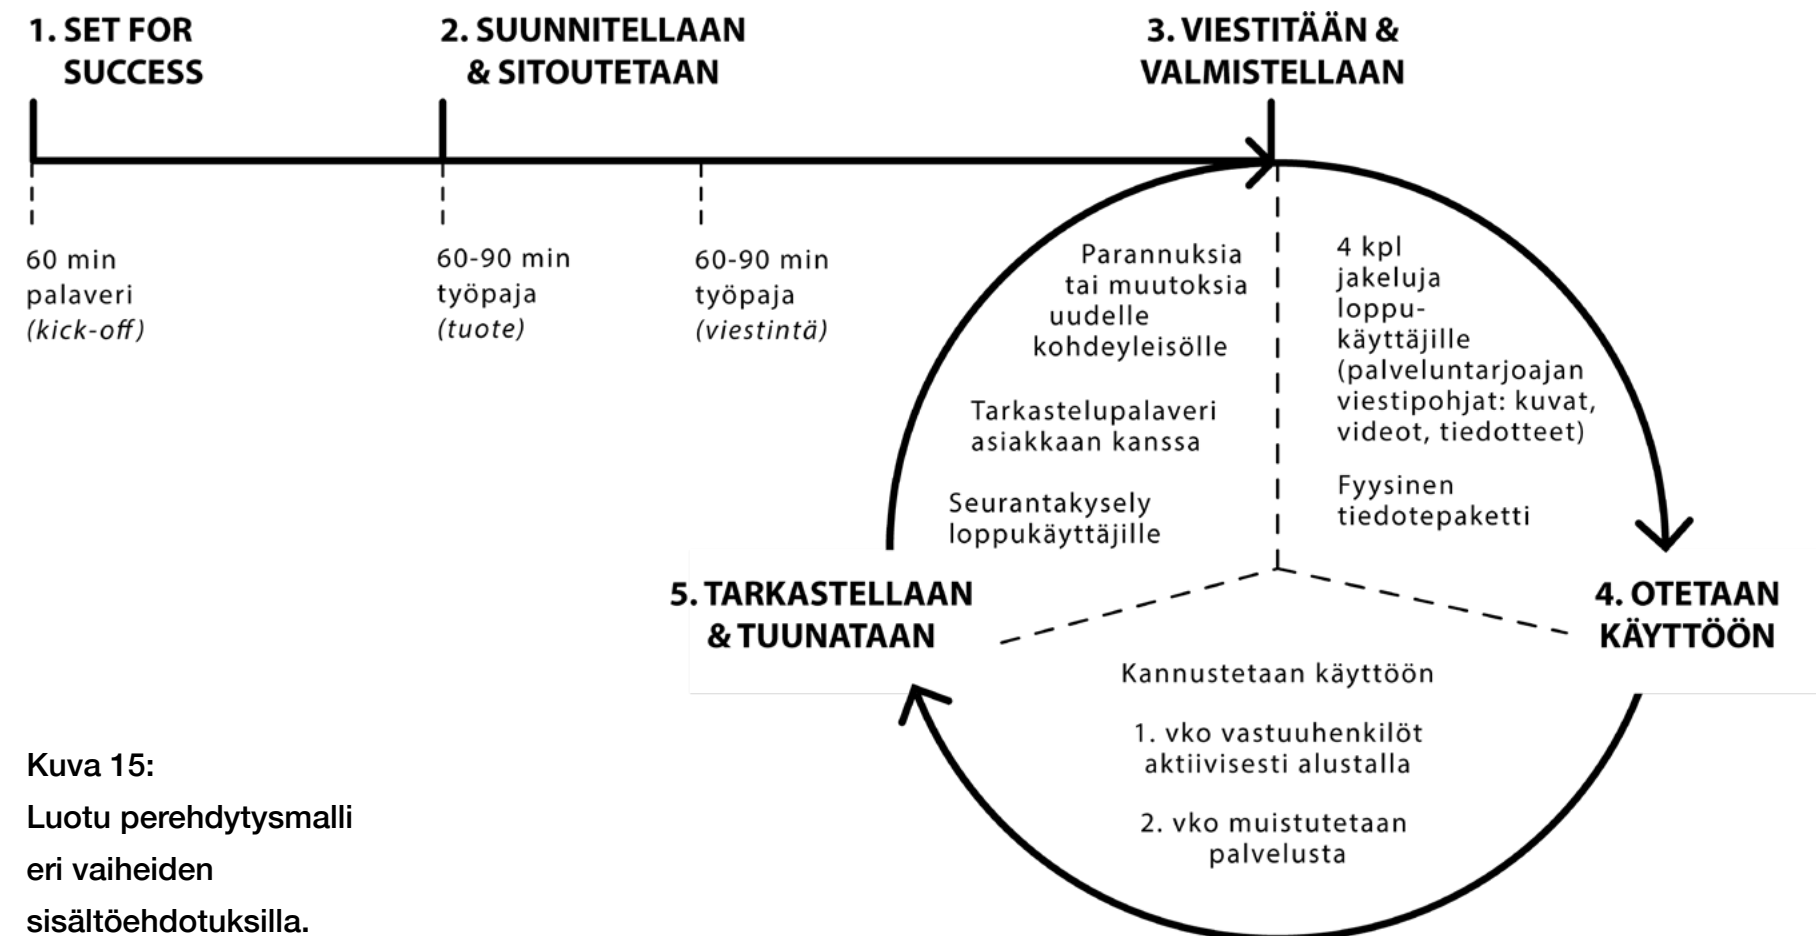 1. SET FOR
SUCCESS
2. SUUNNITELLAAN
& SITOUTETAAN
3. VIESTITÄÄN &
VALMISTELLAAN
60 min
palaveri
(kick-off)
60-90 min
työpaja
(tuote)
60-90 min
työpaja
(viestintä)
Parannuksia
tai muutoksia
uudelle
kohdeyleisölle
Tarkastelupalaveri
asiakkaan kanssa
Seurantakysely
loppukäyttäjille
4 kpl
jakeluja
loppu-
käyttäjille
(palveluntarjoajan
viestipohjat: kuvat,
videot, tiedotteet)
Fyysinen
tiedotepaketti
5. TARKASTELLAAN
& TUUNATAAN
4. OTETAAN
KÄYTTÖÖN
Kannustetaan käyttöön
1. vko vastuuhenkilöt
aktiivisesti alustalla
2. vko muistutetaan
palvelusta
Kuva 15:
Luotu perehdytysmalli
eri vaiheiden
sisältöehdotuksilla.